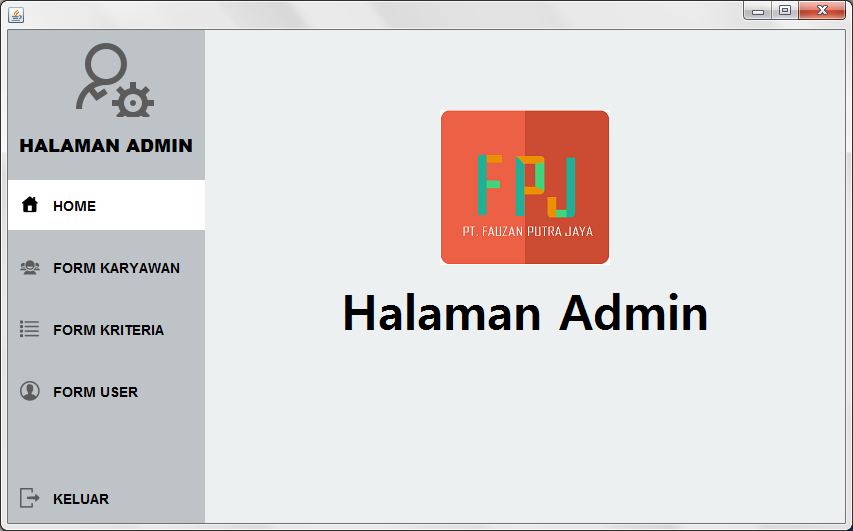 HALAMAN ADMIN
HOME
FORM KARYAWAN
FORM KRITERIA
FORM USER
KELUAR
FPJ
PT. FAUZAN PUTRA JAYA
Halaman Admin